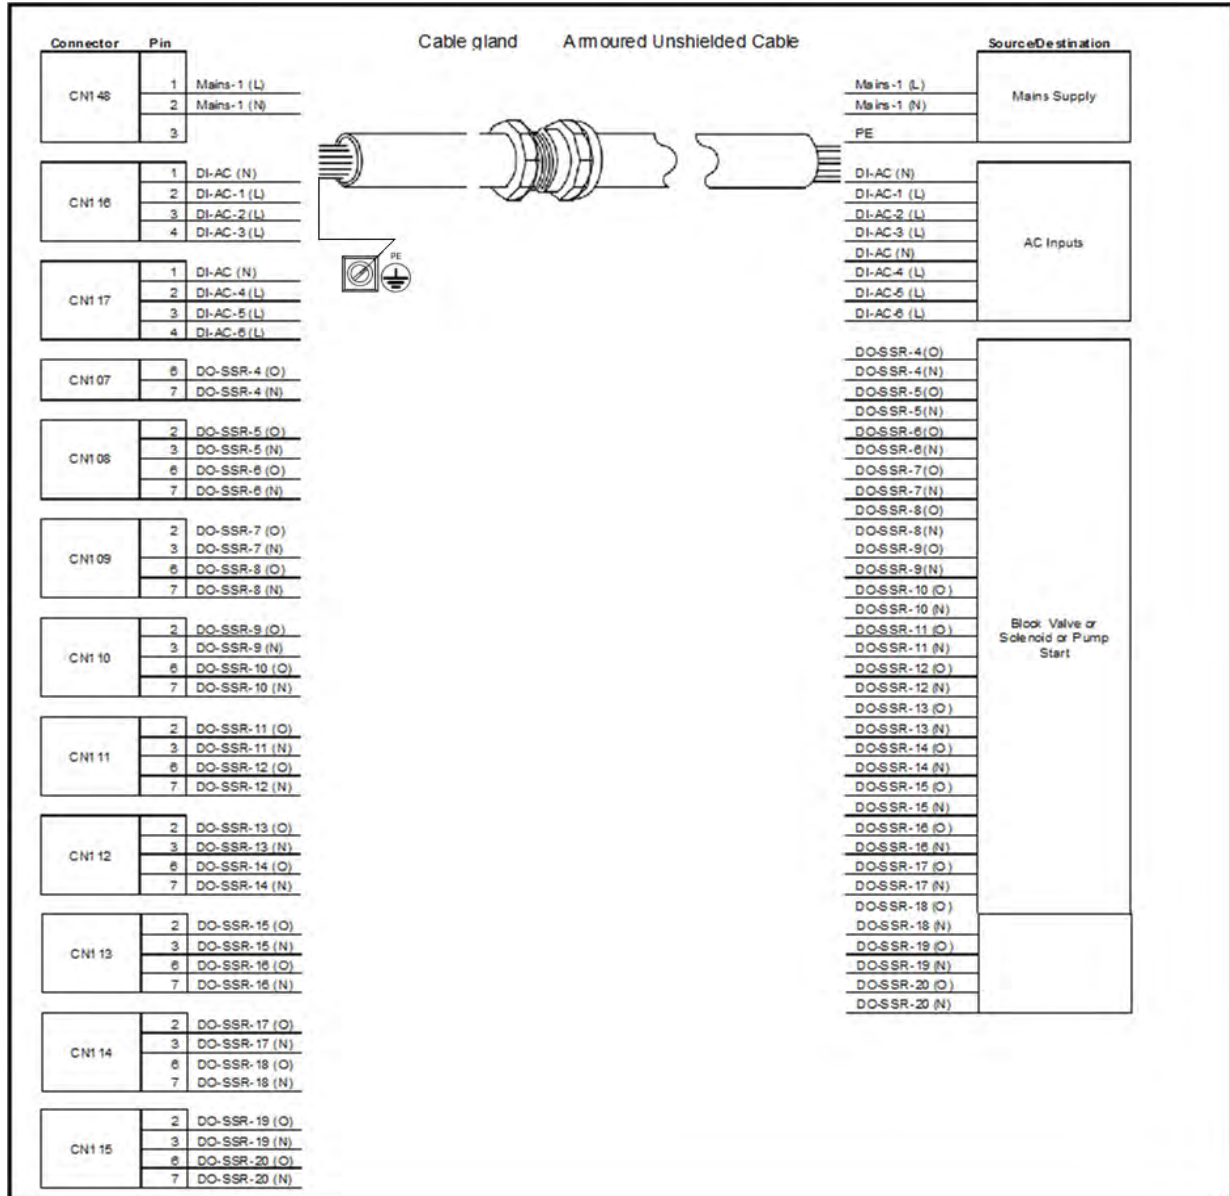 Cable gland Armoured Unshielded Cable
Connector Pin Source/Destination
CN148
1 Mains-1 (L)
2 Mains-1 (N)
3
CN116
1 DI-AC (N)
2 DI-AC-1 (L)
3 DI-AC-2 (L)
4 DI-AC-3 (L)
CN117
1 DI-AC (N)
2 DI-AC-4 (L)
3 DI-AC-5 (L)
4 DI-AC-6 (L)
CN107
6 DO-SSR-4 (O)
7 DO-SSR-4 (N)
CN108
2 DO-SSR-5 (O)
3 DO-SSR-5 (N)
6 DO-SSR-6 (O)
7 DO-SSR-6 (N)
CN109
2 DO-SSR-7 (O)
3 DO-SSR-7 (N)
6 DO-SSR-8 (O)
7 DO-SSR-8 (N)
CN110
2 DO-SSR-9 (O)
3 DO-SSR-9 (N)
6 DO-SSR-10 (O)
7 DO-SSR-10 (N)
CN111
2 DO-SSR-11 (O)
3 DO-SSR-11 (N)
6 DO-SSR-12 (O)
7 DO-SSR-12 (N)
CN112
2 DO-SSR-13 (O)
3 DO-SSR-13 (N)
6 DO-SSR-14 (O)
7 DO-SSR-14 (N)
CN113
2 DO-SSR-15 (O)
3 DO-SSR-15 (N)
6 DO-SSR-16 (O)
7 DO-SSR-16 (N)
CN114
2 DO-SSR-17 (O)
3 DO-SSR-17 (N)
6 DO-SSR-18 (O)
7 DO-SSR-18 (N)
CN115
2 DO-SSR-19 (O)
3 DO-SSR-19 (N)
6 DO-SSR-20 (O)
7 DO-SSR-20 (N)
PE
Mains-1 (L)
Mains-1 (N)
PE
Mains Supply
DI-AC (N)
DI-AC-1 (L)
DI-AC-2 (L)
DI-AC-3 (L)
DI-AC (N)
DI-AC-4 (L)
DI-AC-5 (L)
DI-AC-6 (L)
AC Inputs
DO-SSR-4(O)
DO-SSR-4(N)
DO-SSR-5(O)
DO-SSR-5(N)
DO-SSR-6(O)
DO-SSR-6(N)
DO-SSR-7(O)
DO-SSR-7(N)
DO-SSR-8(O)
DO-SSR-8(N)
DO-SSR-9(O)
DO-SSR-9(N)
DO-SSR-10 (O)
DO-SSR-10 (N)
DO-SSR-11 (O)
DO-SSR-11 (N)
DO-SSR-12 (O)
DO-SSR-12 (N)
DO-SSR-13 (O)
DO-SSR-13 (N)
DO-SSR-14 (O)
DO-SSR-14 (N)
DO-SSR-15 (O)
DO-SSR-15 (N)
DO-SSR-16 (O)
DO-SSR-16 (N)
DO-SSR-17 (O)
DO-SSR-17 (N)
DO-SSR-18 (O)
DO-SSR-18 (N)
DO-SSR-19 (O)
DO-SSR-19 (N)
DO-SSR-20 (O)
DO-SSR-20 (N)
Block Valve or
Solenoid or Pump
Start